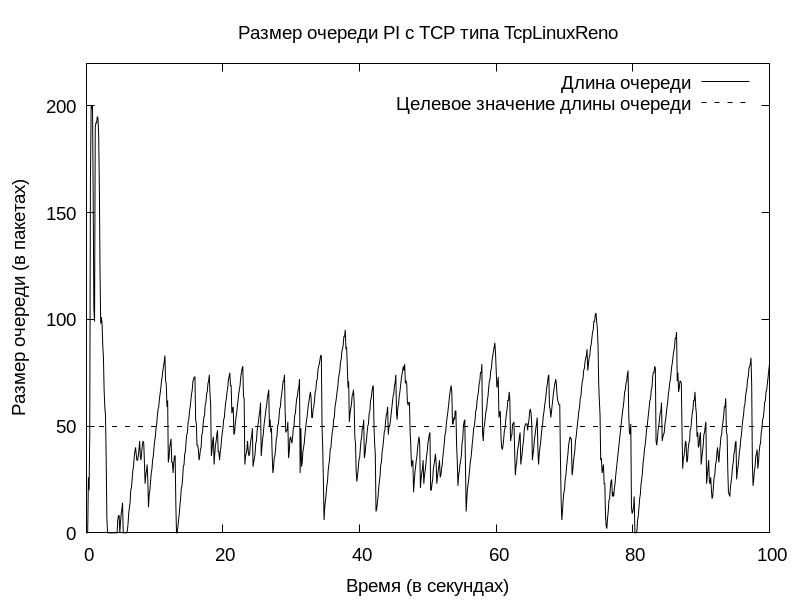 Размер очереди PI с TCP типа TcpLinuxReno
Длина очереди
Целевое значение длины очереди
Размер очереди (в пакетах)
200
150
100
50
0
0 20 40 60 80 100
Время (в секундах)